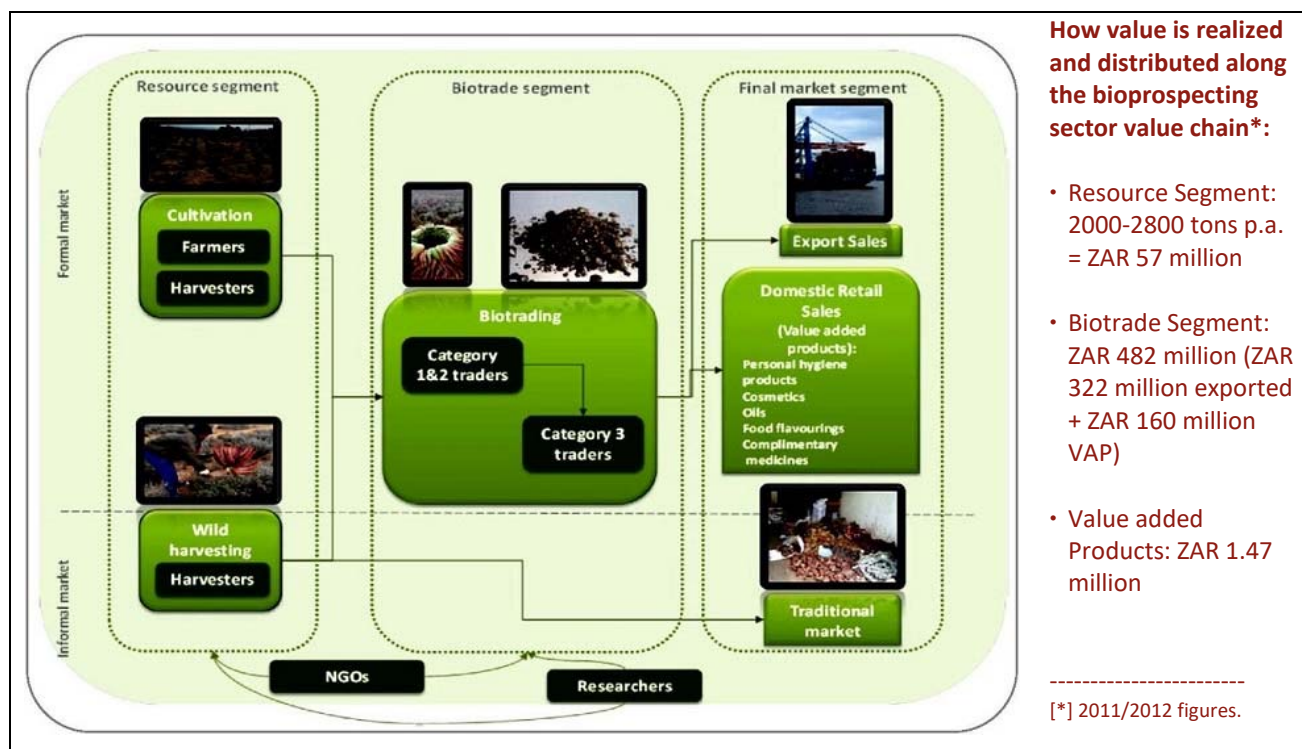 Resource segment
Biotrade segment
Final market segment
Formal market
Informal market
Cultivation
Farmers
Harvesters
Wild
harvesting
Harvesters
Biotrading
Category
1&2 traders
Category 3
traders
Export Sales
Domestic Retail
Sales
(Value added
products):
Personal hygiene
products
Cosmetics
Oils
Food flavourings
Complimentary
medicines
Traditional
market
NGOs
Researchers
How value is realized
and distributed along
the bioprospecting
sector value chain*:
• Resource Segment:
2000-2800 tons p.a.
= ZAR 57 million
• Biotrade Segment:
ZAR 482 million (ZAR
322 million exported
+ ZAR 160 million
VAP)
• Value added
Products: ZAR 1.47
million
-----------------------
[*] 2011/2012 figures.